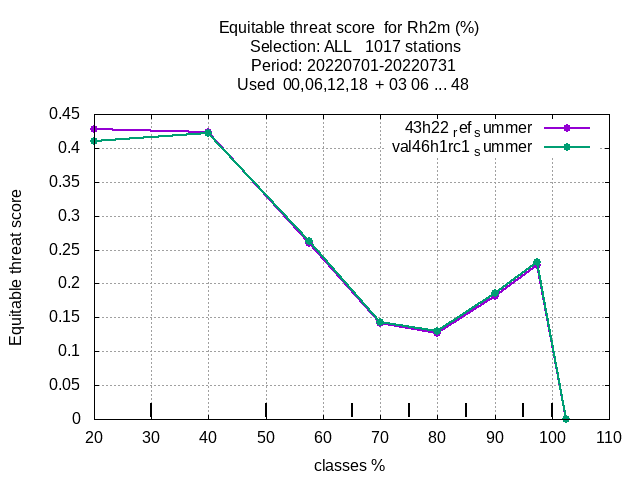 Equitable threat score  for Rh2m (%)
Selection: ALL   1017 stations
Period: 20220701-20220731
Used  00,06,12,18  + 03 06 ... 48
43h22 ref summer
val46h1rc1 summer
Equitable threat score
0.45
0.4
0.35
0.3
0.25
0.2
0.15
0.1
0.05
0
20 30 40 50 60 70 80 90 100 110
classes %